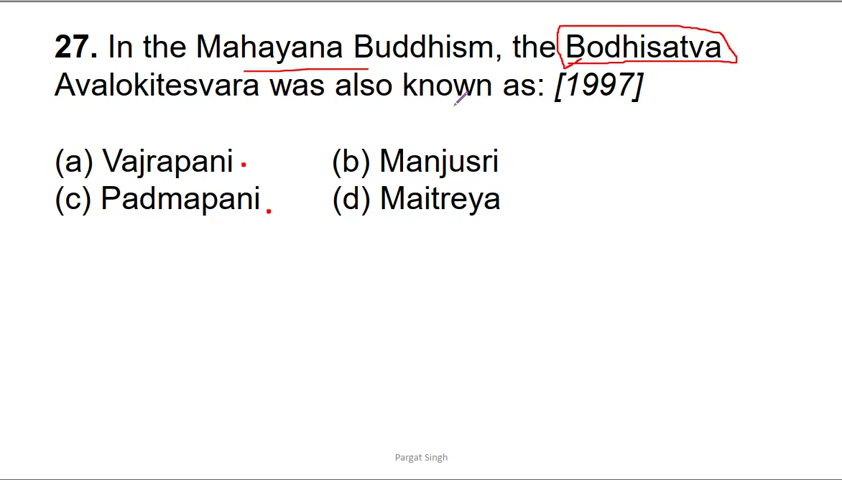 27. In the Mahayana Buddhism, the Bodhisatva
Avalokitesvara was also known as: [1997]
(a) Vajrapani (b) Manjusri
(c) Padmapani (d) Maitreya
Pargat Singh